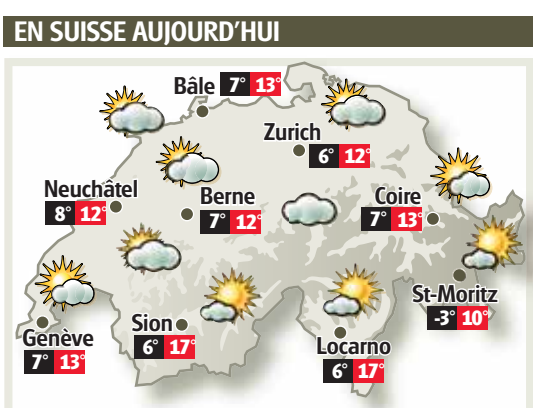 EN SUISSE AUJOURD'HUI
Bâle 7° 13°
Zurich
6° 12°
Neuchâtel
8° 12°
Berne
7° 12°
Coire
7° 13°
St-Moritz
-3° 10°
Genève
7° 13°
Sion
6° 17°
Locarno
6° 17°